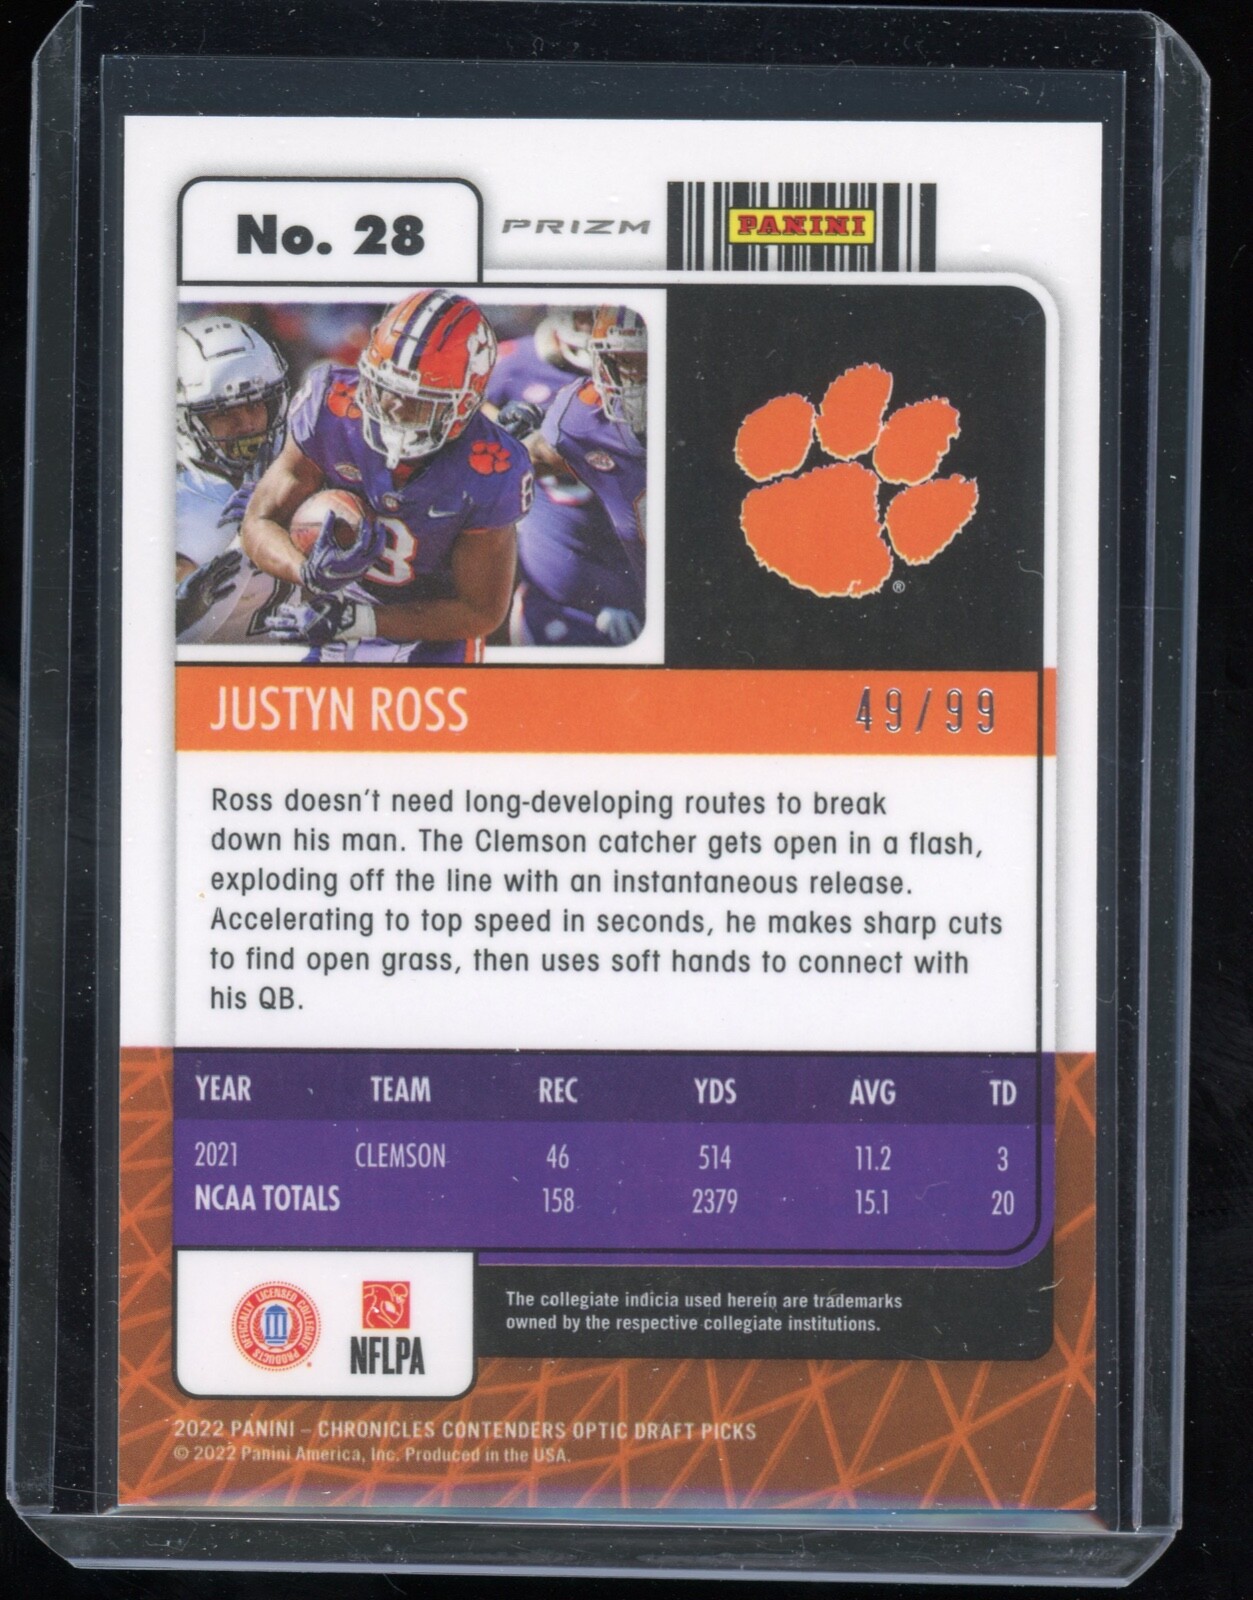 No. 28
PRIZM
PANINI
8
®
JUSTYN ROSS
49/99
Ross doesn't need long-developing routes to break
down his man. The Clemson catcher gets open in a flash,
exploding off the line with an instantaneous release.
Accelerating to top speed in seconds, he makes sharp cuts
to find open grass, then uses soft hands to connect with
his QB.
YEAR TEAM REC YDS AVG TD
2021 CLEMSON 46 514 11.2 3
NCAA TOTALS 158 2379 15.1 20
OFFICIALLY LICENSED COLLEGIATE PRODUCTS
NFLPA
The collegiate indicia used herein are trademarks
owned by the respective collegiate institutions.
2022 PANINI – CHRONICLES CONTENDERS OPTIC DRAFT PICKS
© 2022 Panini America, Inc. Produced in the USA.